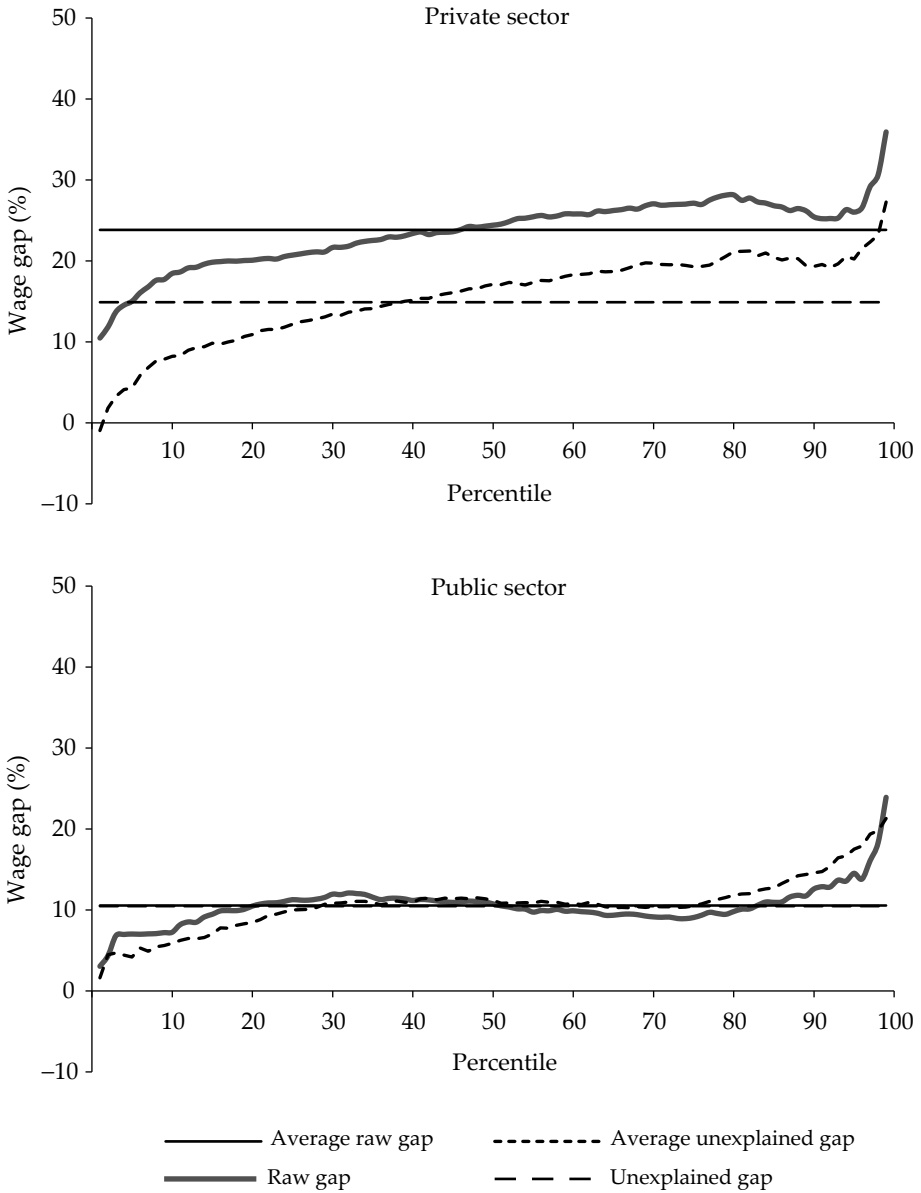 Private sector
50
40
30
20
10
0
–10
Wage gap (%)
10 20 30 40 50 60 70 80 90 100
Percentile
Public sector
50
40
30
20
10
0
–10
Wage gap (%)
10 20 30 40 50 60 70 80 90 100
Percentile
Average raw gap Average unexplained gap
Raw gap Unexplained gap